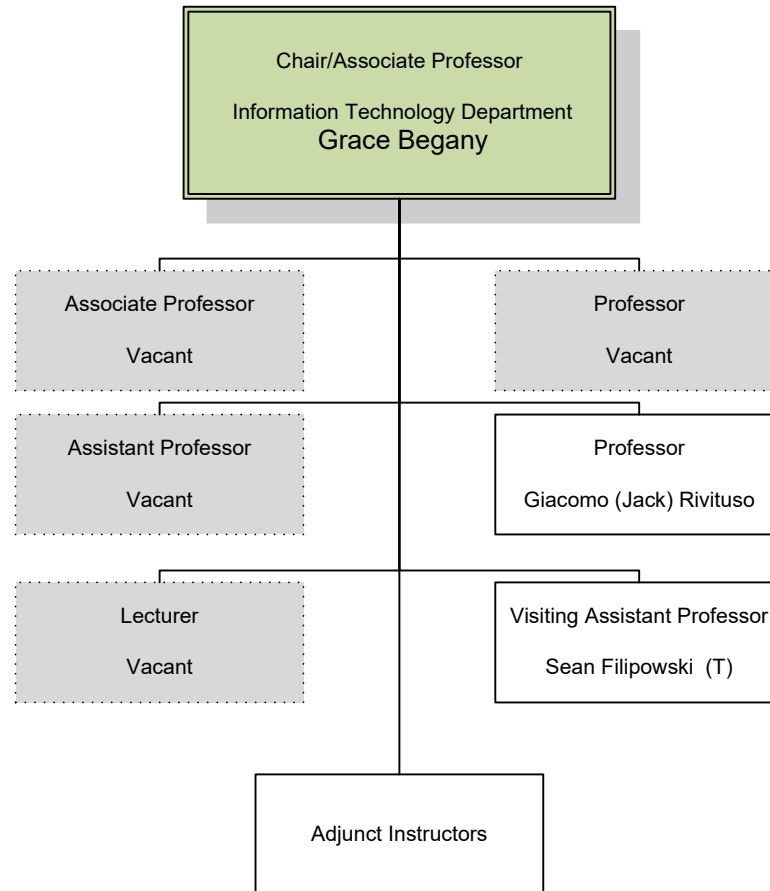 Chair/Associate Professor
Information Technology Department
Grace Begany
Associate Professor
Vacant
Professor
Vacant
Assistant Professor
Vacant
Professor
Giacomo (Jack) Rivituso
Lecturer
Vacant
Visiting Assistant Professor
Sean Filipowski (T)
Adjunct Instructors